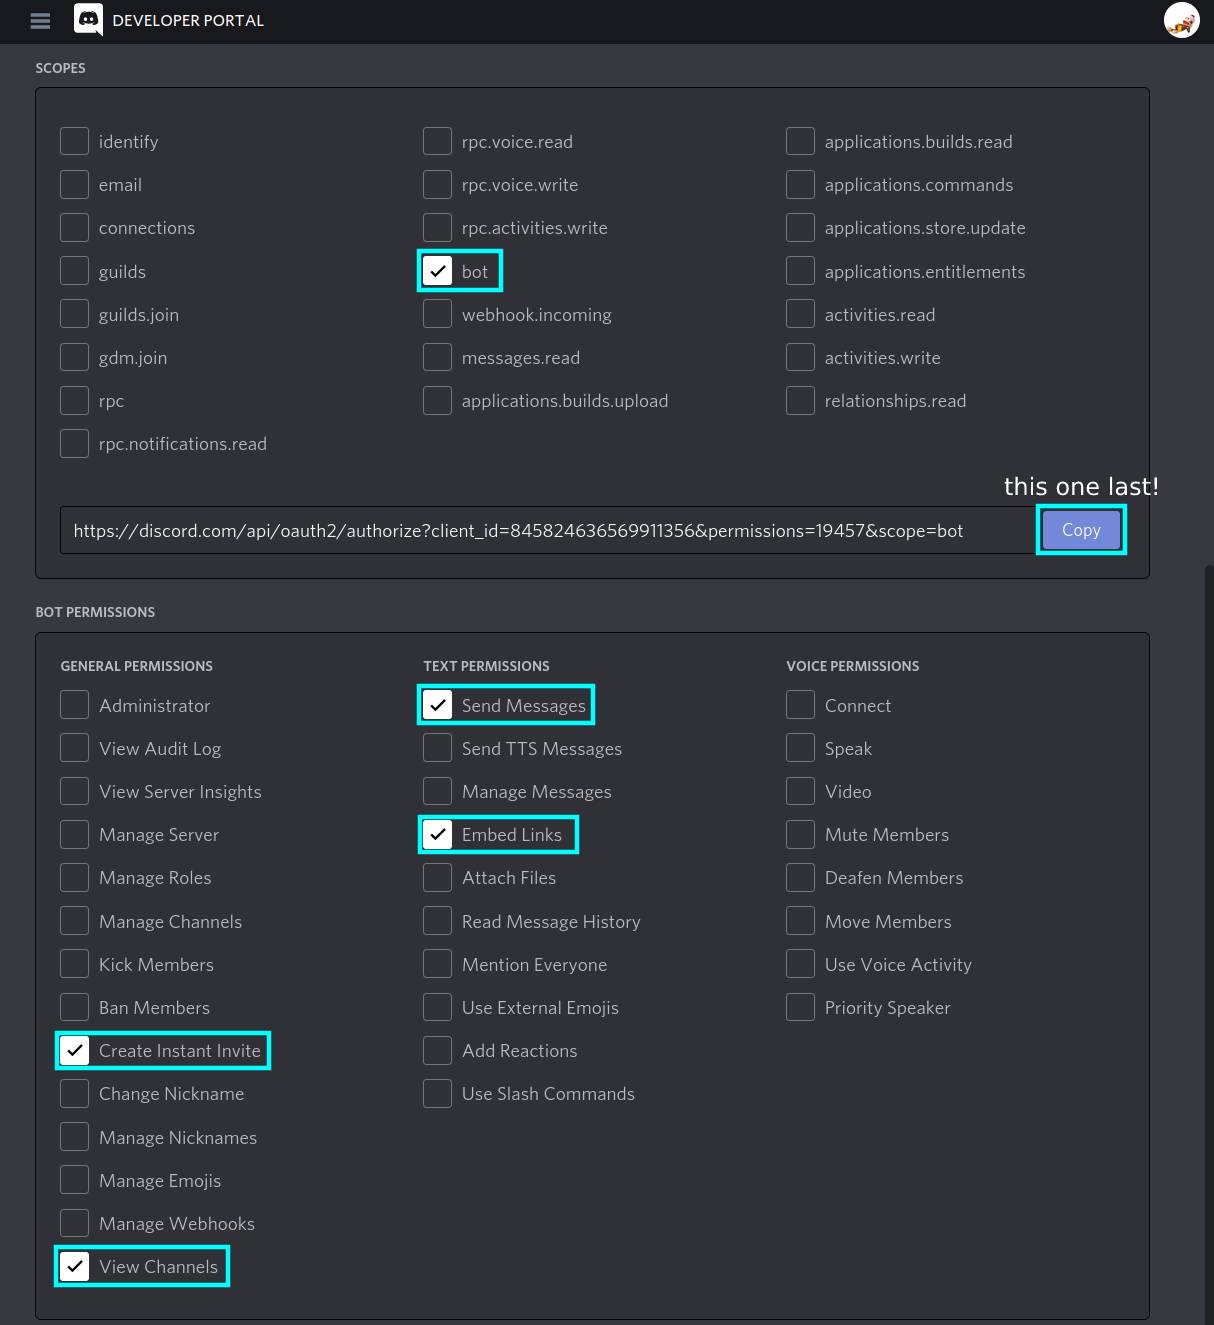 DEVELOPER PORTAL
SCOPES
identify
email
connections
guilds
guilds.join
gdm.join
rpc
rpc.notifications.read
rpc.voice.read
rpc.voice.write
rpc.activities.write
bot
webhook.incoming
messages.read
applications.builds.upload
applications.builds.read
applications.commands
applications.store.update
applications.entitlements
activities.read
activities.write
relationships.read
this one last!
https://discord.com/api/oauth2/authorize?client_id=845824636569911356&permissions=19457&scope=bot
Copy
BOT PERMISSIONS
GENERAL PERMISSIONS
Administrator
View Audit Log
View Server Insights
Manage Server
Manage Roles
Manage Channels
Kick Members
Ban Members
Create Instant Invite
Change Nickname
Manage Nicknames
Manage Emojis
Manage Webhooks
View Channels
TEXT PERMISSIONS
Send Messages
Send TTS Messages
Manage Messages
Embed Links
Attach Files
Read Message History
Mention Everyone
Use External Emojis
Add Reactions
Use Slash Commands
VOICE PERMISSIONS
Connect
Speak
Video
Mute Members
Deafen Members
Move Members
Use Voice Activity
Priority Speaker